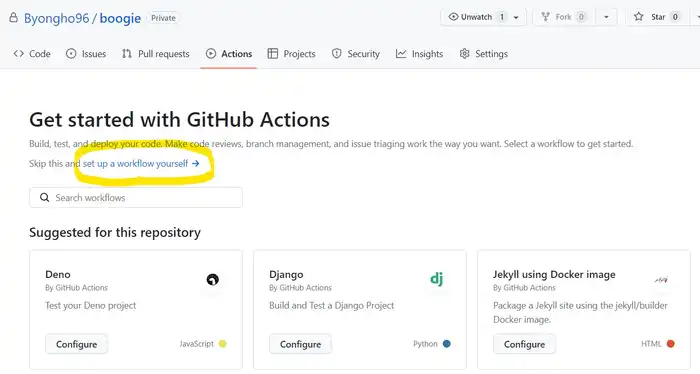 Byongho96 / boogie Private Unwatch 1 Fork 0 Star 0
Code Issues Pull requests Actions Projects Security Insights Settings
Get started with GitHub Actions
Build, test, and deploy your code. Make code reviews, branch management, and issue triaging work the way you want. Select a workflow to get started.
Skip this and set up a workflow yourself →
Search workflows
Suggested for this repository
Deno
By GitHub Actions
Test your Deno project
Configure JavaScript
Django
dj
By GitHub Actions
Build and Test a Django Project
Configure Python
Jekyll using Docker image
By GitHub Actions
Package a Jekyll site using the jekyll/builder
Docker image.
Configure HTML